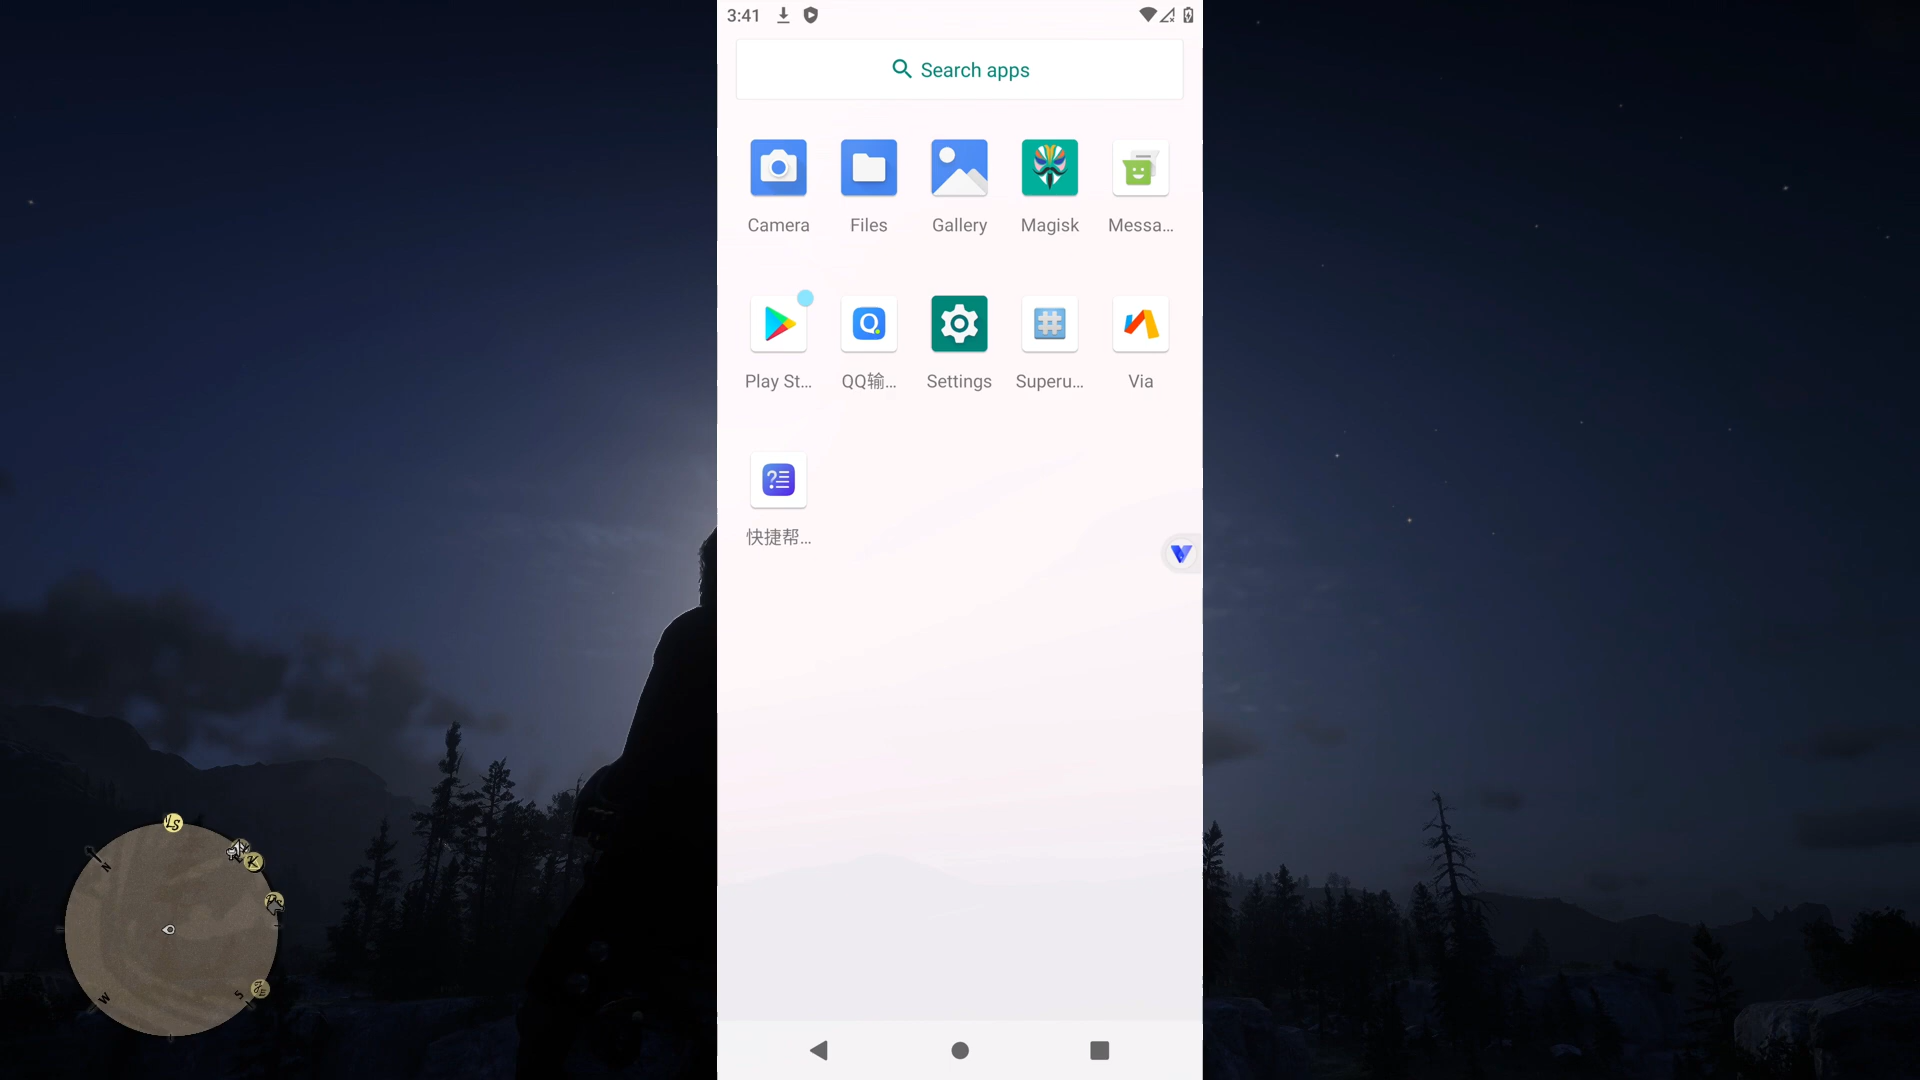 3:41
Search apps
Camera
Files
Gallery
Magisk
Messa...
Play St...
QQ输...
Settings
Superu...
Via
快捷帮...
LS
K
N
W
S